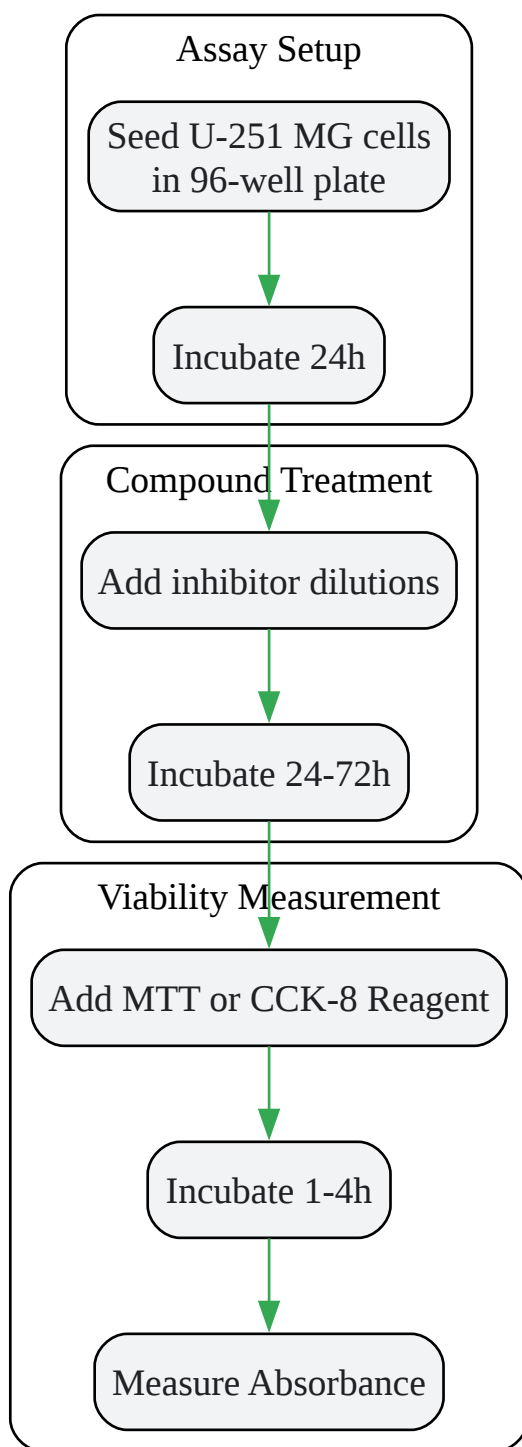 Assay Setup
Seed U-251 MG cells
in 96-well plate
Incubate 24h
Compound Treatment
Add inhibitor dilutions
Incubate 24-72h
Viability Measurement
Add MTT or CCK-8 Reagent
Incubate 1-4h
Measure Absorbance